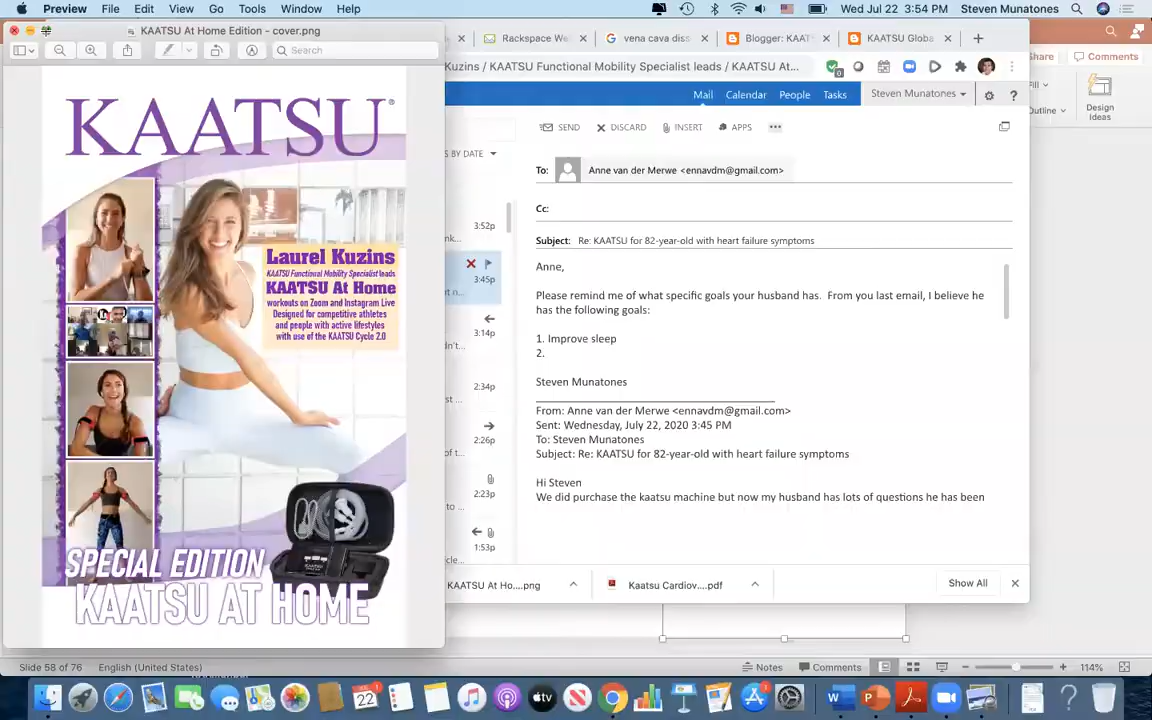 Preview File Edit View Go Tools Window Help
Wed Jul 22 3:54 PM Steven Munatones
KAATSU At Home Edition - cover.png
Search
Rackspace We
vena cava diss
Blogger: KAAT
KAATSU Globa
Kuzins / KAATSU Functional Mobility Specialist leads / KAATSU At...
Share Comments
Outline
Design
Ideas
Mail Calendar People Tasks Steven Munatones
SEND DISCARD INSERT APPS
S BY DATE
To: Anne van der Merwe <ennavdm@gmail.com>
Cc:
Subject: Re: KAATSU for 82-year-old with heart failure symptoms
Anne,
Please remind me of what specific goals your husband has. From you last email, I believe he
has the following goals:
1. Improve sleep
2.
Steven Munatones
From: Anne van der Merwe <ennavdm@gmail.com>
Sent: Wednesday, July 22, 2020 3:45 PM
To: Steven Munatones
Subject: Re: KAATSU for 82-year-old with heart failure symptoms
Hi Steven
We did purchase the kaatsu machine but now my husband has lots of questions he has been
3:52p
3:45p
3:14p
2:34p
2:26p
2:23p
1:53p
KAATSU®
Laurel Kuzins
KAATSU Functional Mobility Specialist leads
KAATSU At Home
workouts on Zoom and Instagram Live
Designed for competitive athletes
and people with active lifestyles
with use of the KAATSU Cycle 2.0
SPECIAL EDITION
KAATSU AT HOME
KAATSU At Ho....png
Kaatsu Cardiov....pdf
Show All
Slide 58 of 76 English (United States)
Notes Comments 114%